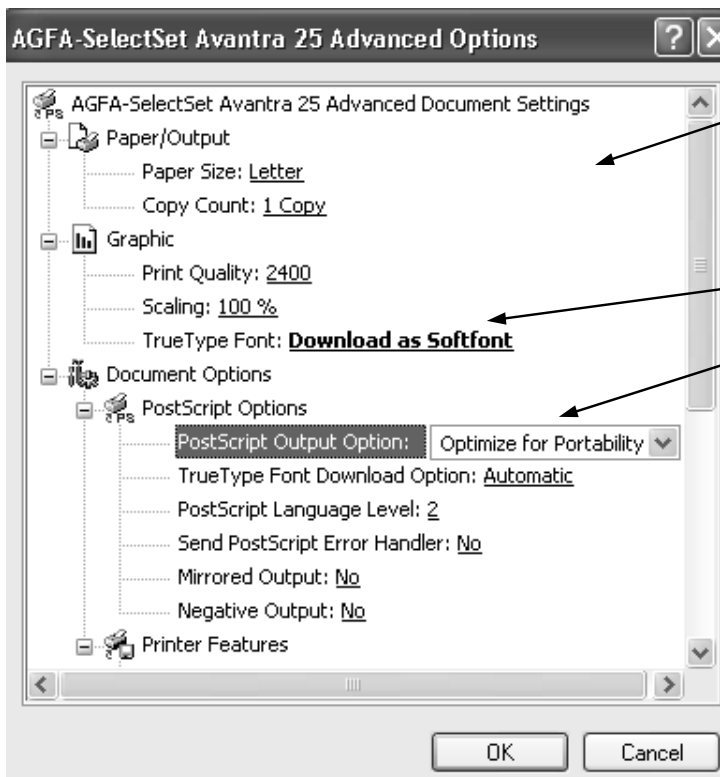 AGFA-SelectSet Avantra 25 Advanced Options
AGFA-SelectSet Avantra 25 Advanced Document Settings
Paper/Output
Paper Size: Letter
Copy Count: 1 Copy
Graphic
Print Quality: 2400
Scaling: 100 %
TrueType Font: Download as Softfont
Document Options
PostScript Options
PostScript Output Option: Optimize for Portability
TrueType Font Download Option: Automatic
PostScript Language Level: 2
Send PostScript Error Handler: No
Mirrored Output: No
Negative Output: No
Printer Features
OK Cancel